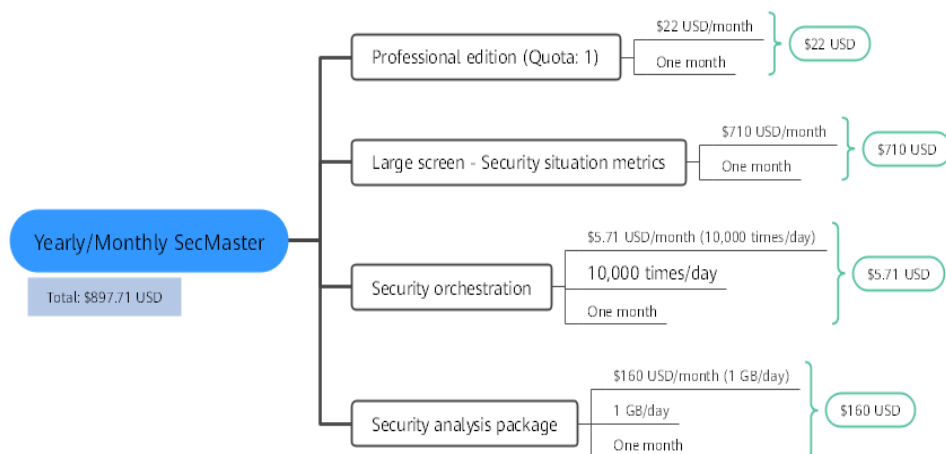 Yearly/Monthly SecMaster
Total: $897.71 USD
Professional edition (Quota: 1)
$22 USD/month
One month
$22 USD
Large screen - Security situation metrics
$710 USD/month
One month
$710 USD
Security orchestration
$5.71 USD/month (10,000 times/day)
10,000 times/day
One month
$5.71 USD
Security analysis package
$160 USD/month (1 GB/day)
1 GB/day
One month
$160 USD